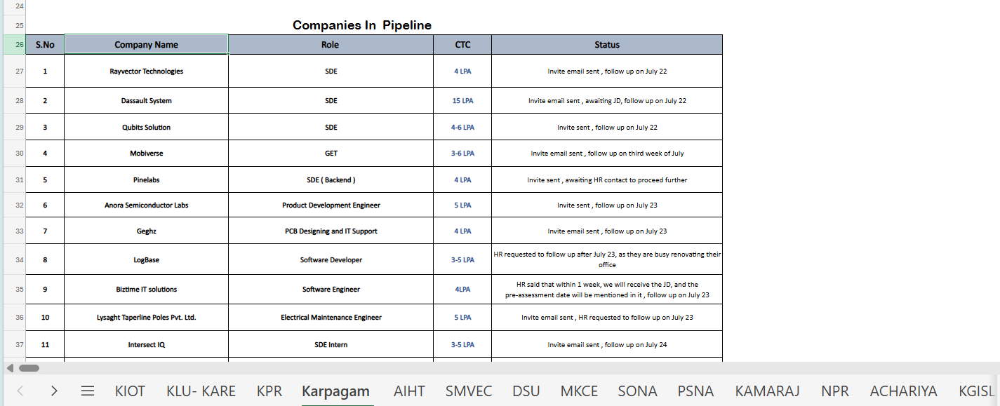 24
25 Companies In Pipeline
26 S.No Company Name Role CTC Status
27 1 Rayvector Technologies SDE 4 LPA Invite email sent , follow up on July 22
28 2 Dassault System SDE 15 LPA Invite email sent , awaiting JD, follow up on July 22
29 3 Qubits Solution SDE 4-6 LPA Invite sent , follow up on July 22
30 4 Mobiverse GET 3-6 LPA Invite email sent , follow up on third week of July
31 5 Pinelabs SDE ( Backend ) 4 LPA Invite sent , awaiting HR contact to proceed further
32 6 Anora Semiconductor Labs Product Development Engineer 5 LPA Invite sent , follow up on July 23
33 7 Geghz PCB Designing and IT Support 4 LPA Invite email sent , follow up on July 23
34 8 LogBase Software Developer 3-5 LPA HR requested to follow up after July 23, as they are busy renovating their
office
35 9 Biztime IT solutions Software Engineer 4LPA HR said that within 1 week, we will receive the JD, and the
pre-assessment date will be mentioned in it , follow up on July 23
36 10 Lysaght Taperline Poles Pvt. Ltd. Electrical Maintenance Engineer 5 LPA Invite email sent , HR requested to follow up on July 23
37 11 Intersect IQ SDE Intern 3-5 LPA Invite email sent , follow up on July 24
KIOT KLU- KARE KPR Karpagam AIHT SMVEC DSU MKCE SONA PSNA KAMARAJ NPR ACHARIYA KGISL